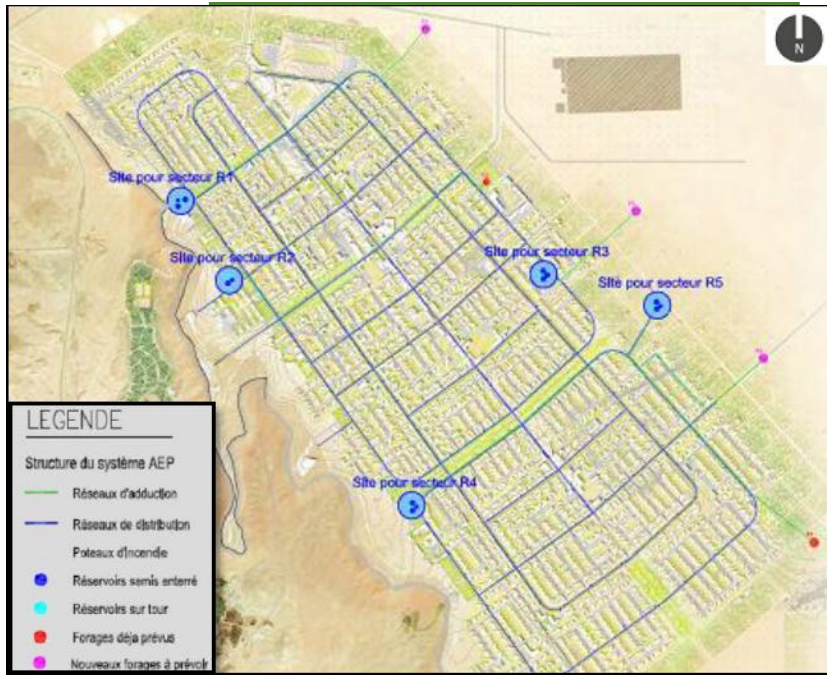 N
Site pour secteur R1
Site pour secteur R2
Site pour secteur R3
Site pour secteur R5
Site pour secteur R4
LEGENDE
Structure du système AEP
Réseaux d'adduction
Réseaux de distribution
Poteaux d'incendie
Réservoirs semis enterré
Réservoirs sur tour
Forages déja prévus
Nouveaux forages à prévoir